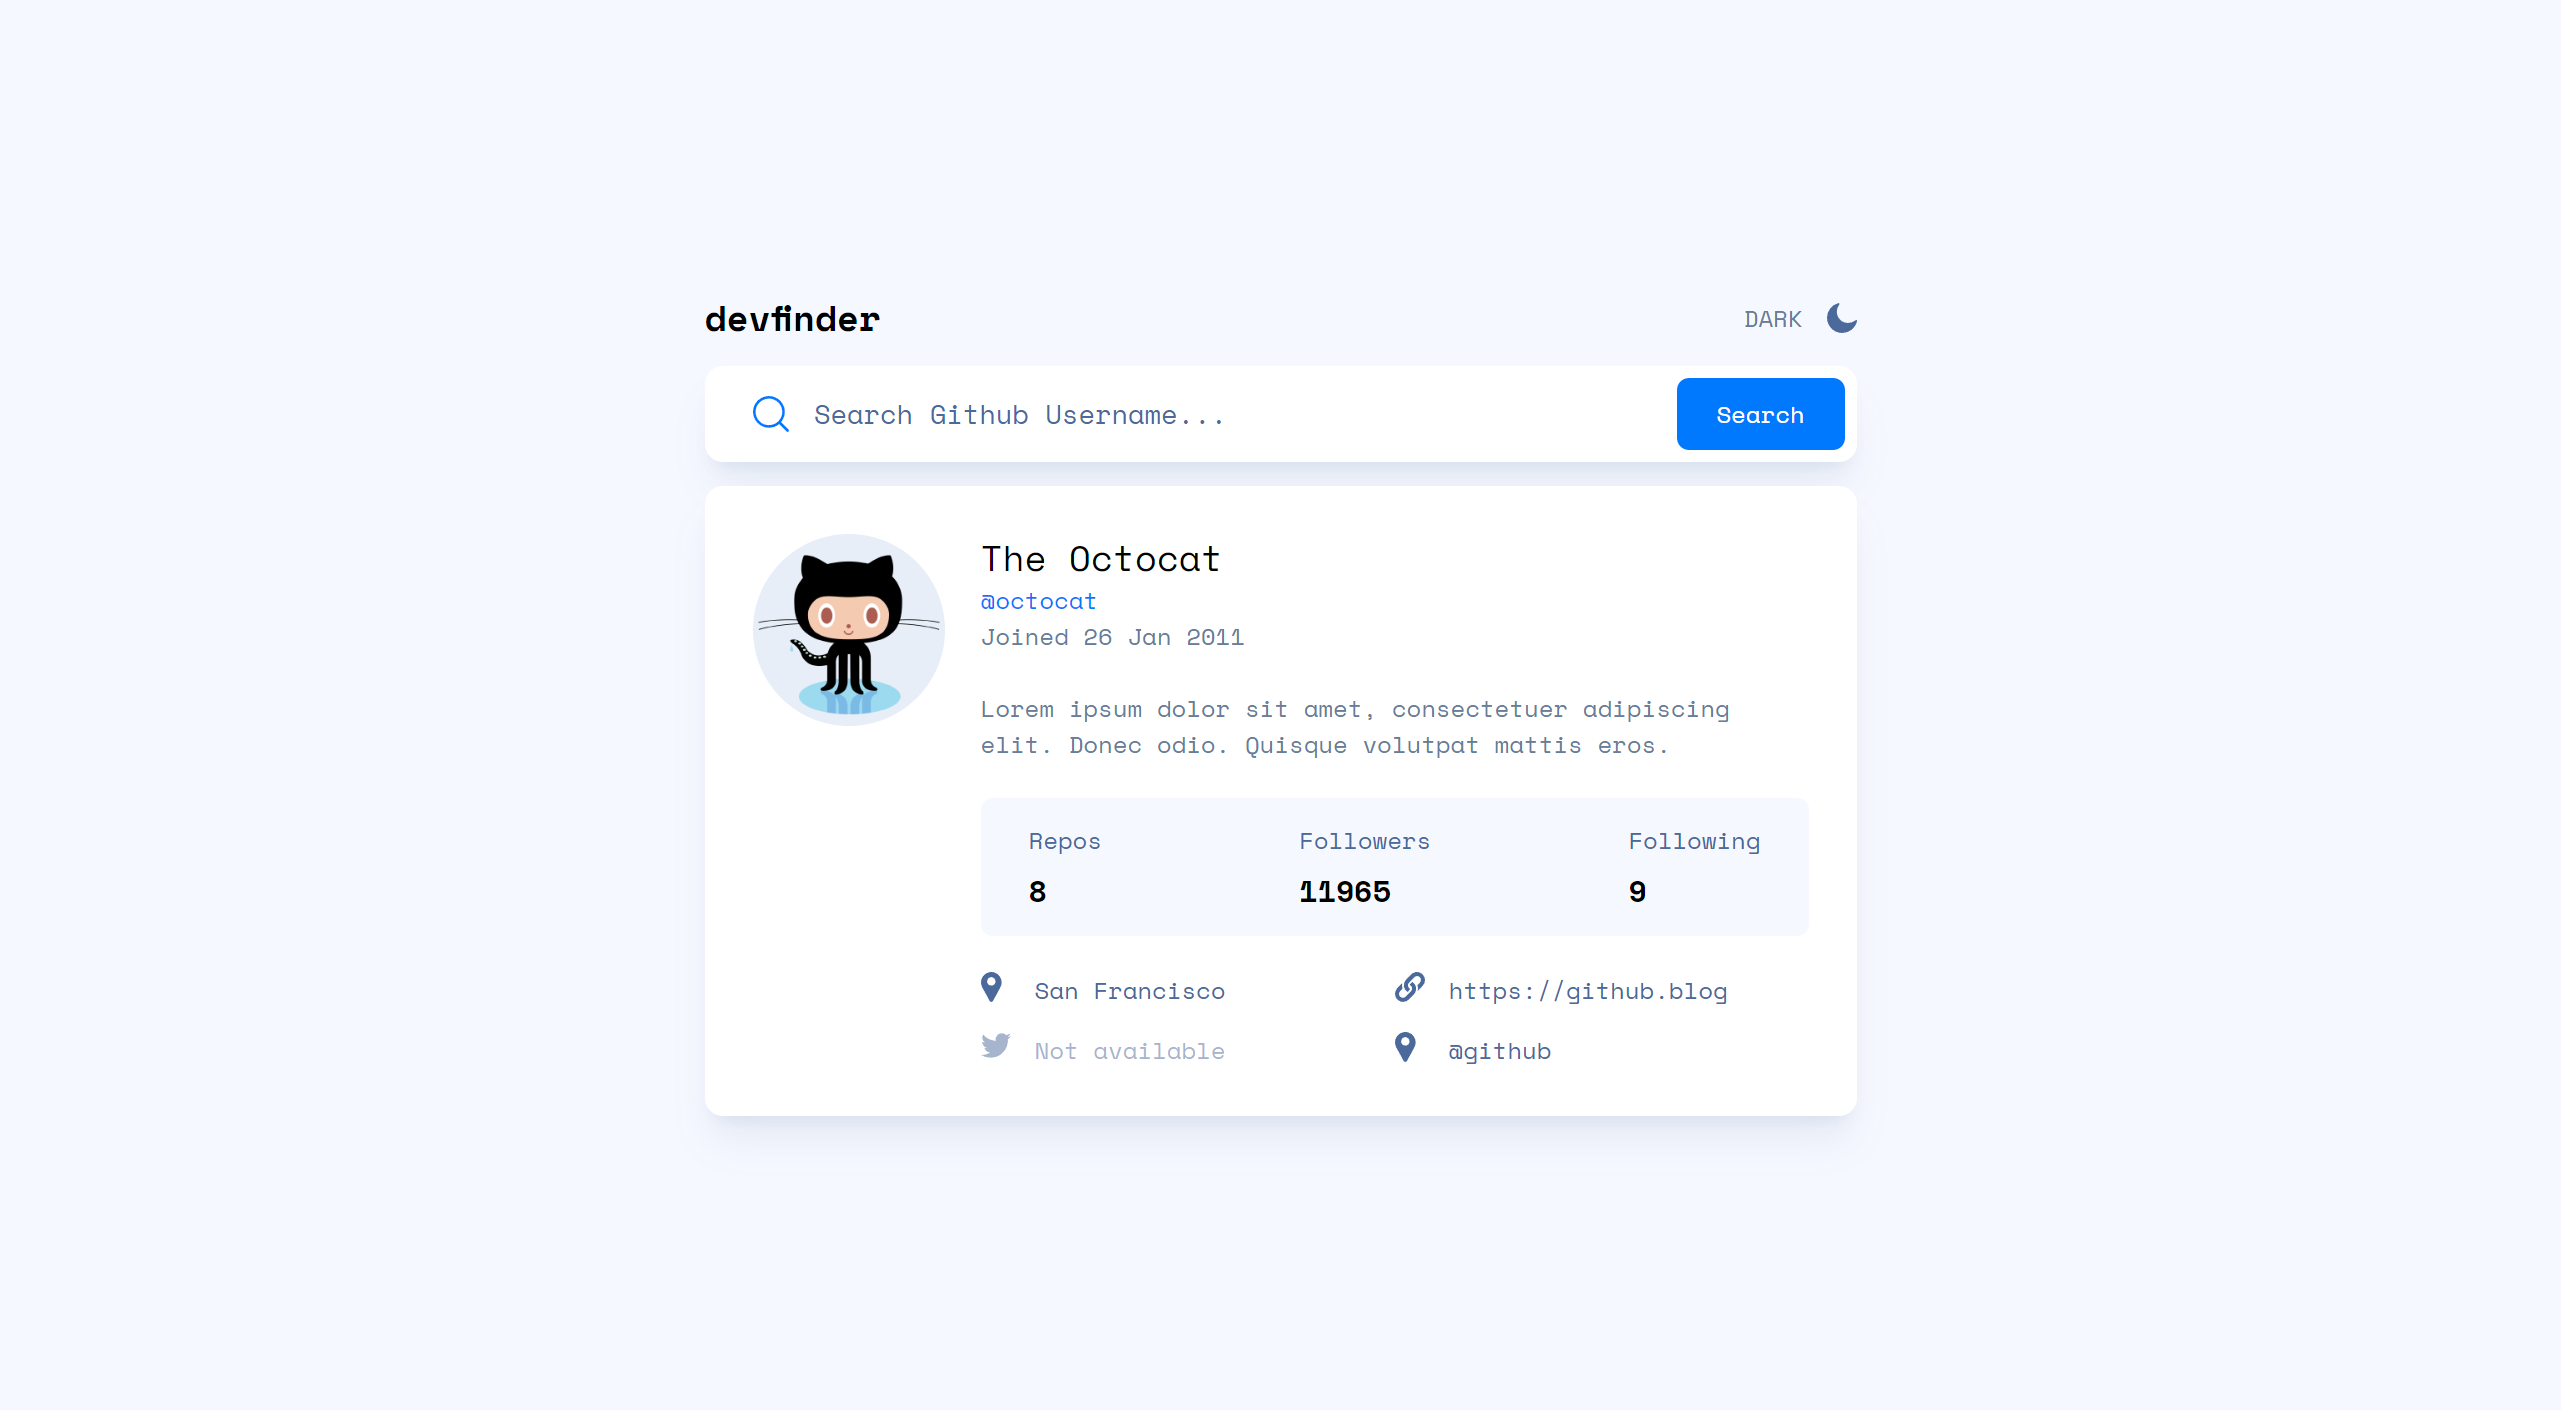 devfinder
DARK
Search Github Username...
Search
The Octocat
@octocat
Joined 26 Jan 2011
Lorem ipsum dolor sit amet, consectetuer adipiscing
elit. Donec odio. Quisque volutpat mattis eros.
Repos
Followers
Following
8
11965
9
San Francisco
https://github.blog
Not available
@github